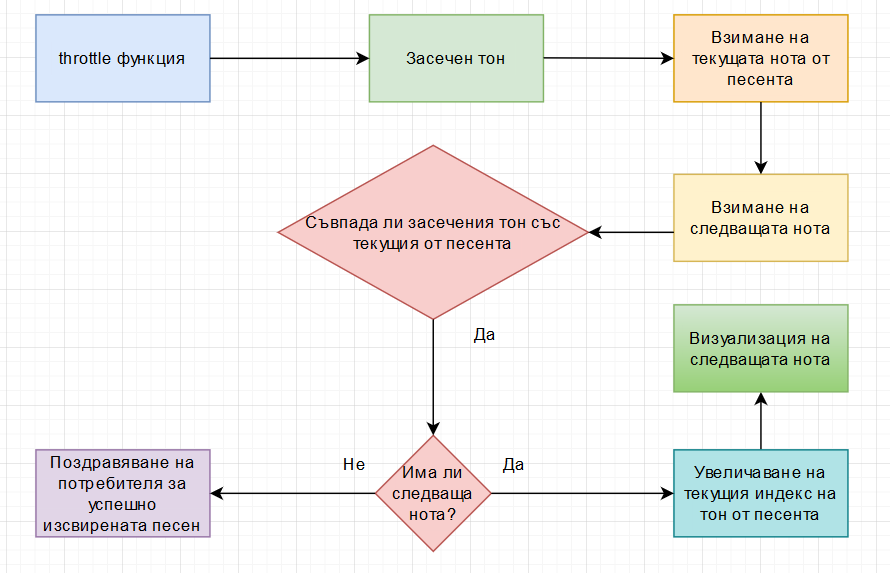 throttle функция
Засечен тон
Взимане на
текущата нота от
песента
Взимане на
следващата нота
Съвпада ли засечения тон със
текущия от песента
Да
Визуализация на
следващата нота
Поздравяване на
потребителя за
успешно
изсвирената песен
Не
Има ли
следваща
нота?
Да
Увеличаване на
текущия индекс на
тон от песента